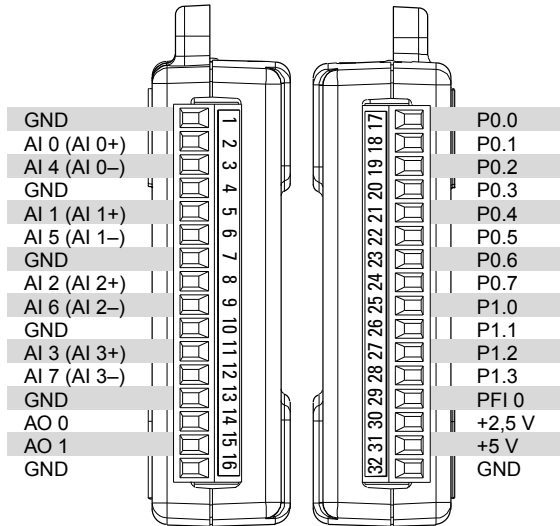 GND 1
AI 0 (AI 0+) 2
AI 4 (AI 0–) 3
GND 4
AI 1 (AI 1+) 5
AI 5 (AI 1–) 6
GND 7
AI 2 (AI 2+) 8
AI 6 (AI 2–) 9
GND 10
AI 3 (AI 3+) 11
AI 7 (AI 3–) 12
GND 13
AO 0 14
AO 1 15
GND 16
17 P0.0
18 P0.1
19 P0.2
20 P0.3
21 P0.4
22 P0.5
23 P0.6
24 P0.7
25 P1.0
26 P1.1
27 P1.2
28 P1.3
29 PFI 0
30 +2,5 V
31 +5 V
32 GND